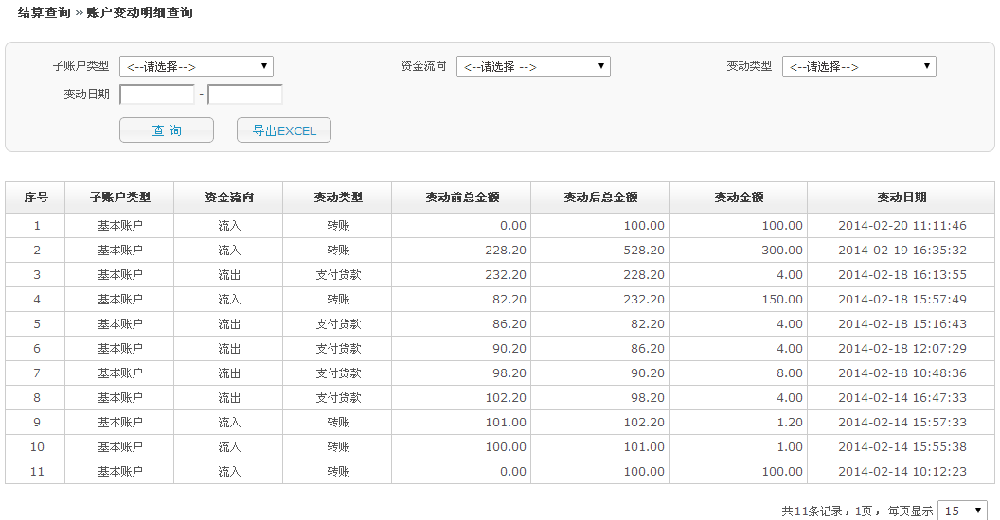 结算查询 » 账户变动明细查询
子账户类型 <--请选择--> 资金流向 <--请选择 --> 变动类型 <--请选择-->
变动日期 -
查 询 导出EXCEL
序号 子账户类型 资金流向 变动类型 变动前总金额 变动后总金额 变动金额 变动日期
1 基本账户 流入 转账 0.00 100.00 100.00 2014-02-20 11:11:46
2 基本账户 流入 转账 228.20 528.20 300.00 2014-02-19 16:35:32
3 基本账户 流出 支付货款 232.20 228.20 4.00 2014-02-18 16:13:55
4 基本账户 流入 转账 82.20 232.20 150.00 2014-02-18 15:57:49
5 基本账户 流出 支付货款 86.20 82.20 4.00 2014-02-18 15:16:43
6 基本账户 流出 支付货款 90.20 86.20 4.00 2014-02-18 12:07:29
7 基本账户 流出 支付货款 98.20 90.20 8.00 2014-02-18 10:48:36
8 基本账户 流出 支付货款 102.20 98.20 4.00 2014-02-14 16:47:33
9 基本账户 流入 转账 101.00 102.20 1.20 2014-02-14 15:57:33
10 基本账户 流入 转账 100.00 101.00 1.00 2014-02-14 15:55:38
11 基本账户 流入 转账 0.00 100.00 100.00 2014-02-14 10:12:23
共11条记录，1页， 每页显示 15